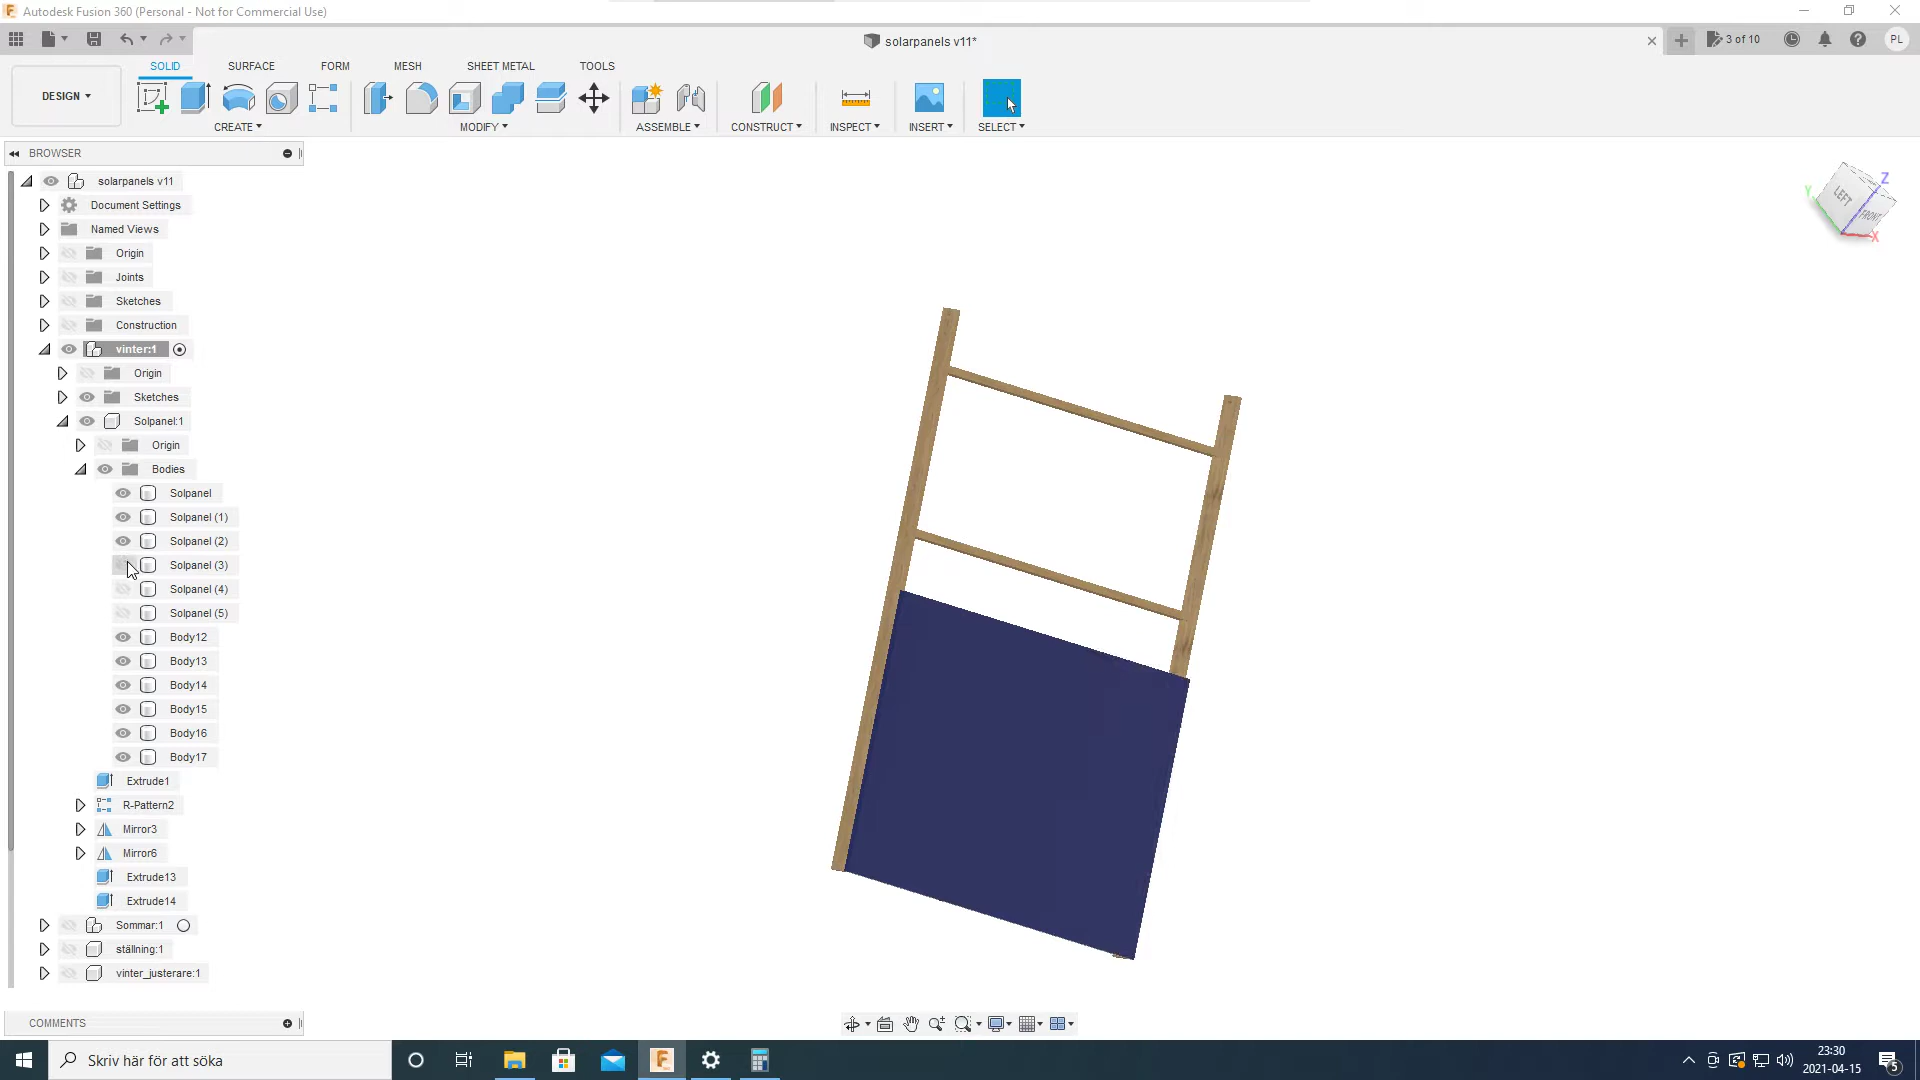 Autodesk Fusion 360 (Personal - Not for Commercial Use)
solarpanels v11*
3 of 10
PL
SOLID SURFACE FORM MESH SHEET METAL TOOLS
DESIGN
CREATE MODIFY ASSEMBLE CONSTRUCT INSPECT INSERT SELECT
BROWSER
solarpanels v11
Document Settings
Named Views
Origin
Joints
Sketches
Construction
vinter:1
Origin
Sketches
Solpanel:1
Origin
Bodies
Solpanel
Solpanel (1)
Solpanel (2)
Solpanel (3)
Solpanel (4)
Solpanel (5)
Body12
Body13
Body14
Body15
Body16
Body17
Extrude1
R-Pattern2
Mirror3
Mirror6
Extrude13
Extrude14
Sommar:1
ställning:1
vinter_justerare:1
Z
Y
LEFT
FRONT
X
COMMENTS
Skriv här för att söka
23:30
2021-04-15
5